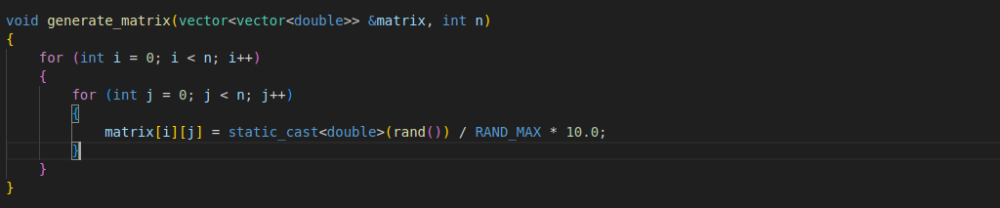 void generate_matrix(vector<vector<double>> &matrix, int n)
{
    for (int i = 0; i < n; i++)
    {
        for (int j = 0; j < n; j++)
        {
            matrix[i][j] = static_cast<double>(rand()) / RAND_MAX * 10.0;
        }
    }
}